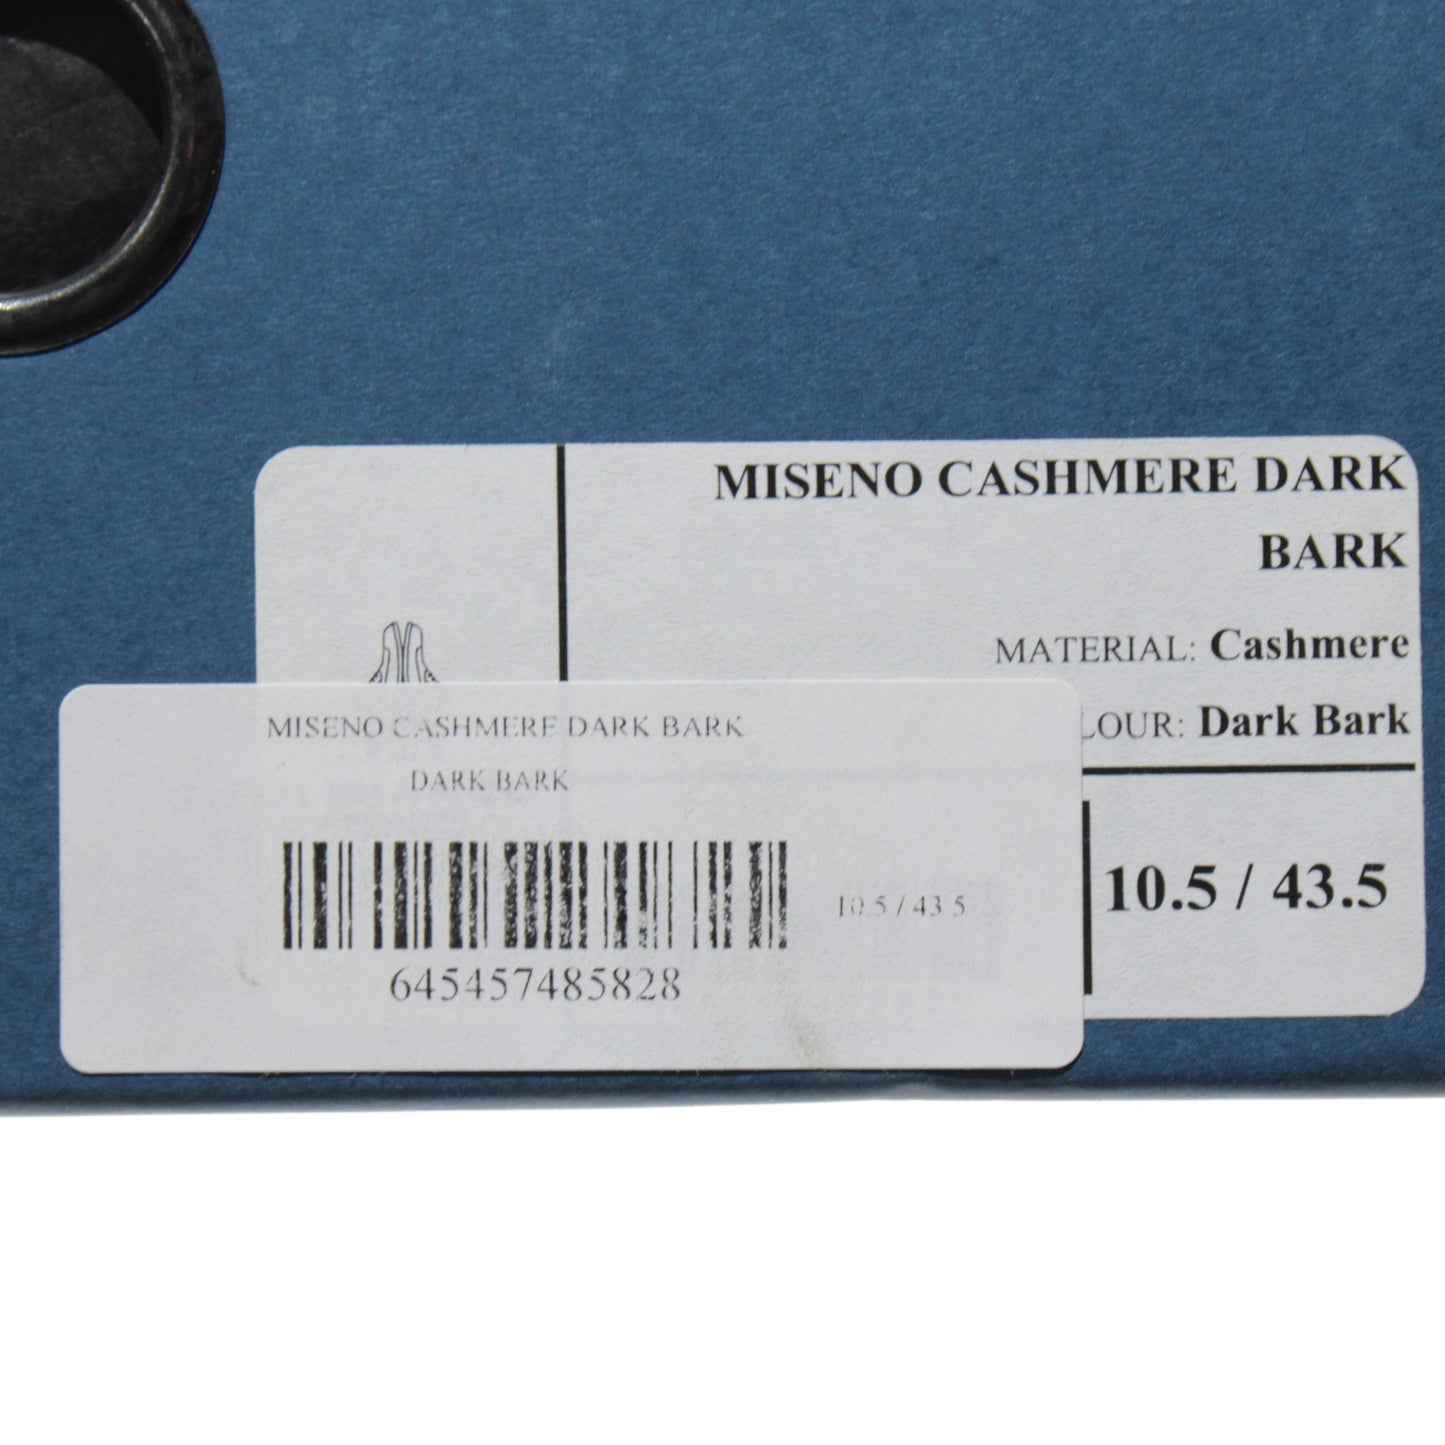 MISENO CASHMERE DARK
BARK
MATERIAL: Cashmere
LOUR: Dark Bark
10.5 / 43.5
MISENO CASHMERE DARK BARK
DARK BARK
10.5 / 43.5
645457485828